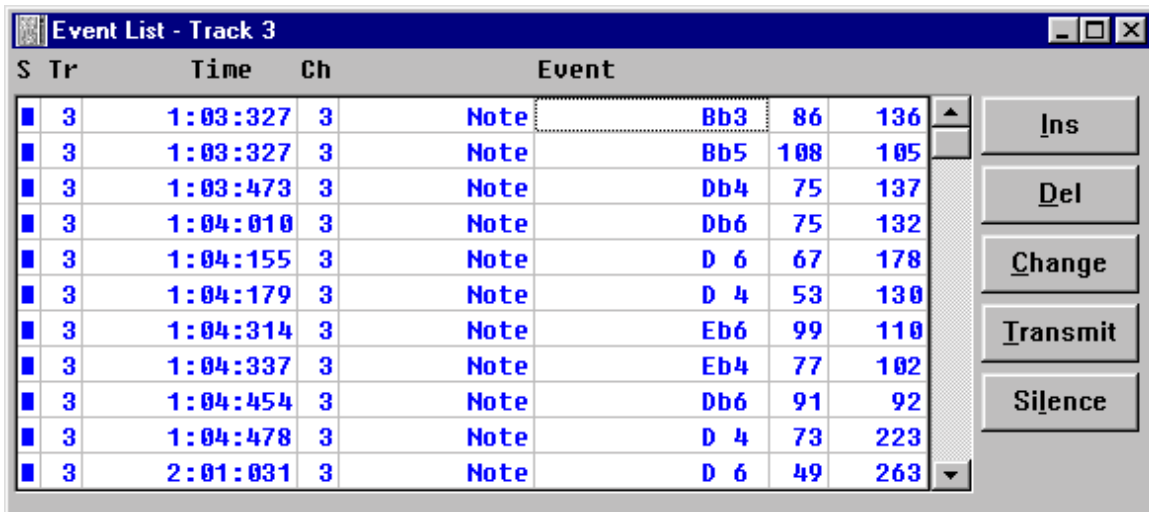 Event List - Track 3
S Tr Time Ch Event
3 1:03:327 3 Note Bb3 86 136
3 1:03:327 3 Note Bb5 108 105
3 1:03:473 3 Note Db4 75 137
3 1:04:010 3 Note Db6 75 132
3 1:04:155 3 Note D 6 67 178
3 1:04:179 3 Note D 4 53 130
3 1:04:314 3 Note Eb6 99 110
3 1:04:337 3 Note Eb4 77 102
3 1:04:454 3 Note Db6 91 92
3 1:04:478 3 Note D 4 73 223
3 2:01:031 3 Note D 6 49 263
Ins
Del
Change
Transmit
Silence